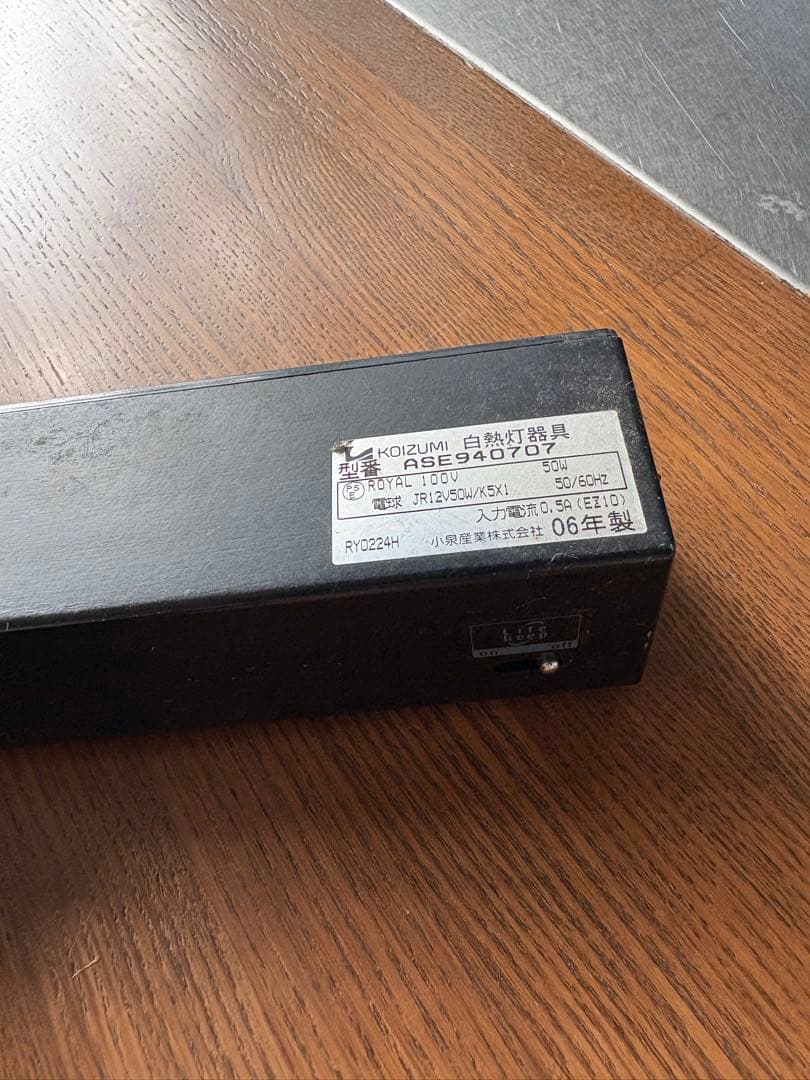 KOIZUMI 白熱灯器具
型番 ASE940707
PSE ROYAL 100V 50W
電球 JR12V50W/K5X1 50/60Hz
入力電流0.5A(EZ10)
RY0224H 小泉産業株式会社 06年製
Life
Keep
on off